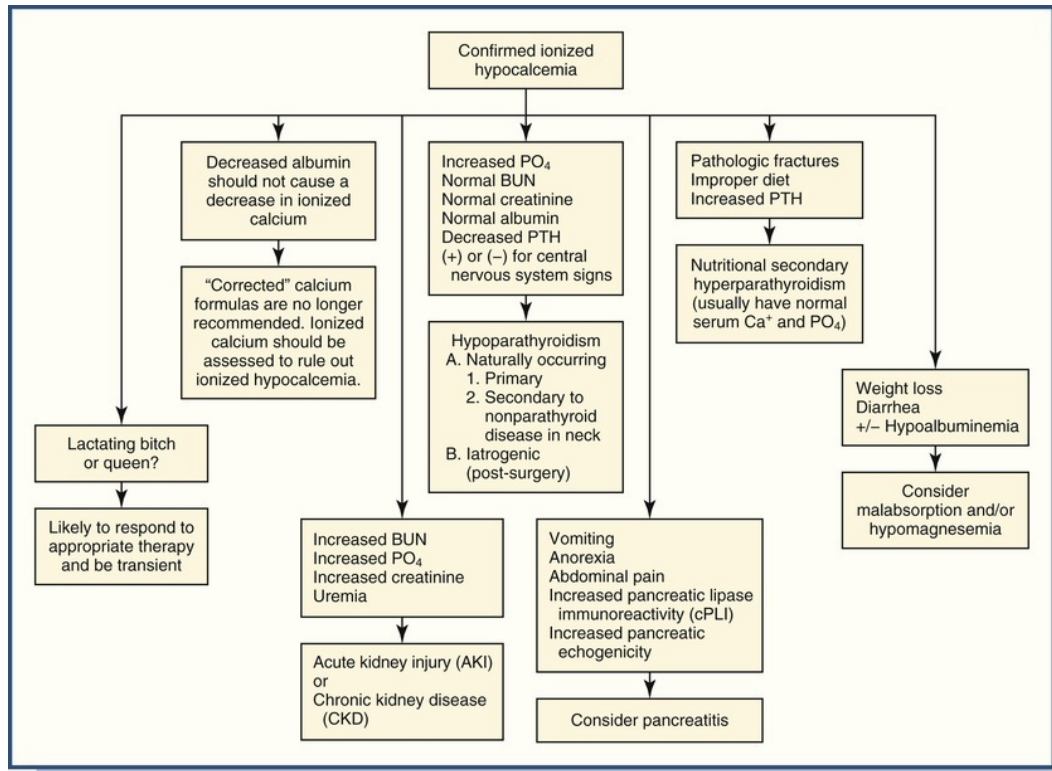 Confirmed ionized
hypocalcemia
Decreased albumin
should not cause a
decrease in ionized
calcium
"Corrected" calcium
formulas are no longer
recommended. Ionized
calcium should be
assessed to rule out
ionized hypocalcemia.
Increased PO₄
Normal BUN
Normal creatinine
Normal albumin
Decreased PTH
(+) or (−) for central
nervous system signs
Hypoparathyroidism
A. Naturally occurring
1. Primary
2. Secondary to
nonparathyroid
disease in neck
B. Iatrogenic
(post-surgery)
Pathologic fractures
Improper diet
Increased PTH
Nutritional secondary
hyperparathyroidism
(usually have normal
serum Ca⁺ and PO₄)
Weight loss
Diarrhea
+/− Hypoalbuminemia
Consider
malabsorption and/or
hypomagnesemia
Lactating bitch
or queen?
Likely to respond to
appropriate therapy
and be transient
Increased BUN
Increased PO₄
Increased creatinine
Uremia
Acute kidney injury (AKI)
or
Chronic kidney disease
(CKD)
Vomiting
Anorexia
Abdominal pain
Increased pancreatic lipase
immunoreactivity (cPLI)
Increased pancreatic
echogenicity
Consider pancreatitis